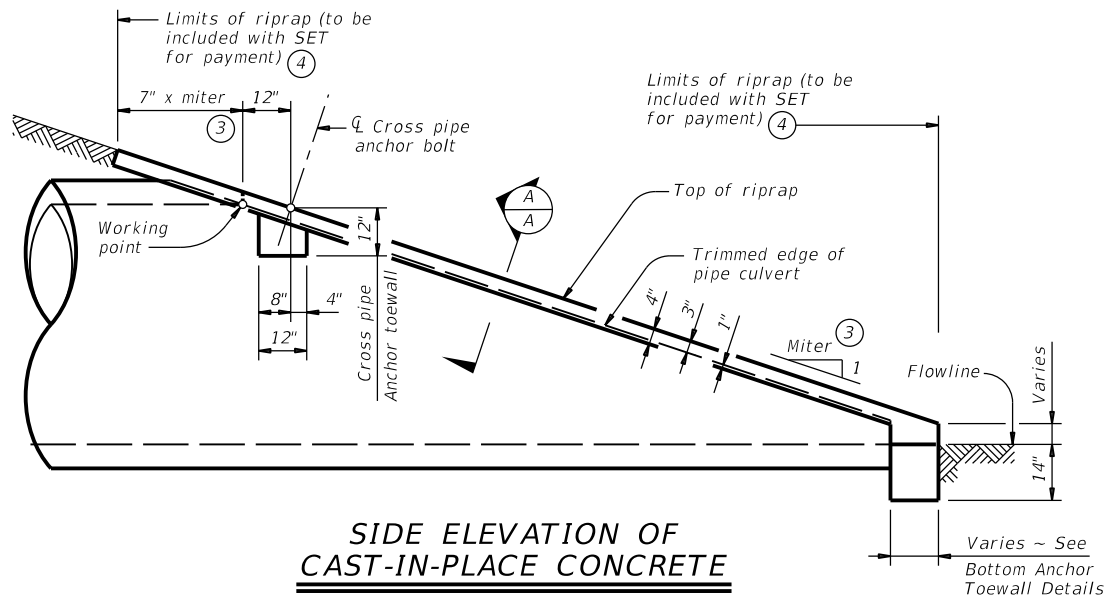 Limits of riprap (to be
included with SET
for payment) 4
7" x miter
12"
3
℄ Cross pipe
anchor bolt
Limits of riprap (to be
included with SET
for payment) 4
A
A
Top of riprap
Working
point
12"
Trimmed edge of
pipe culvert
8"
4"
12"
Cross pipe
Anchor toewall
4"
3"
1"
Miter 3
1
Flowline
Varies
14"
Varies ~ See
Bottom Anchor
Toewall Details
SIDE ELEVATION OF
CAST-IN-PLACE CONCRETE